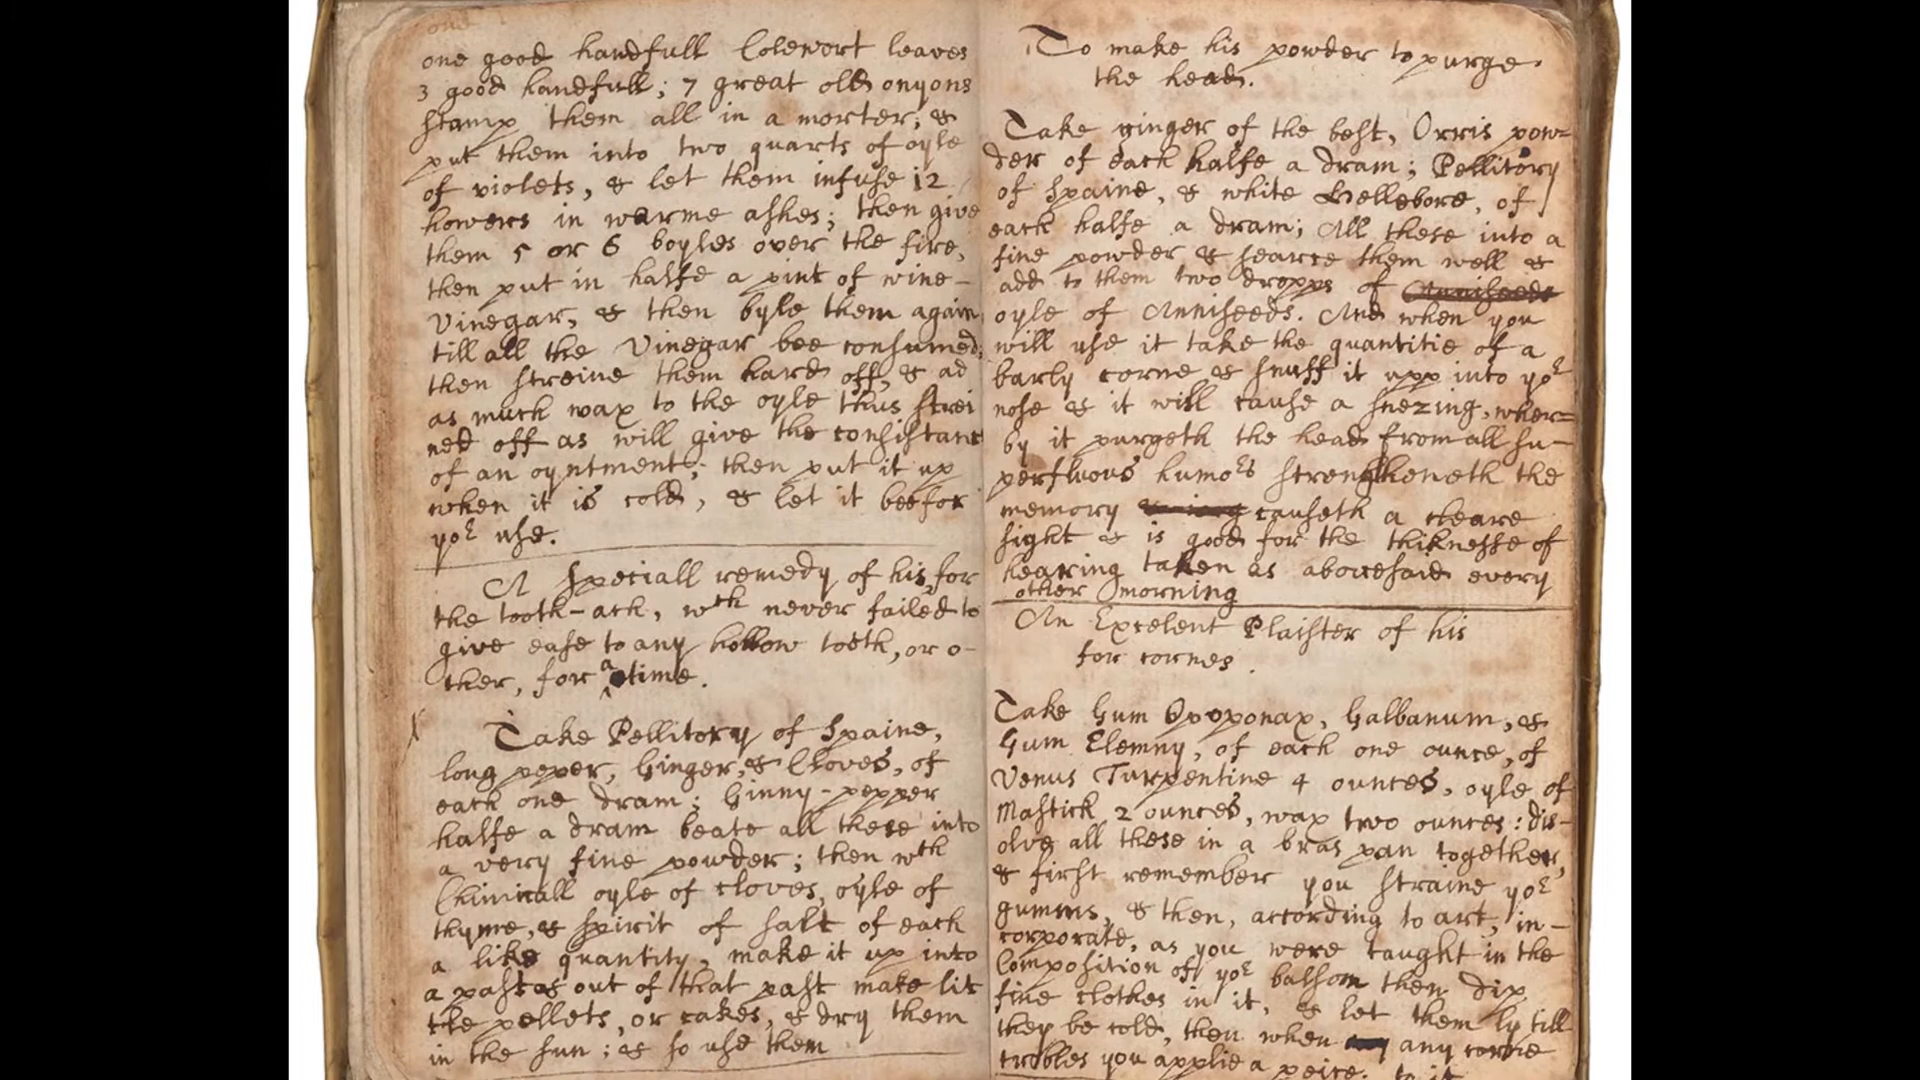 one good handfull Colewort leaves
3 good handfull; 7 great old onyons
stamp them all in a morter, &
put them into two quarts of oyle
of violets, & let them infuse 12
howers in warme ashes; then give
them 5 or 6 boyles over the fire,
then put in halfe a pint of wine-
Vinegar, & then byle them again
till all the Vinegar bee consumed;
then streine them hard off, & ad
as much wax to the oyle thus strei
ned off as will give the consistanc
of an oyntment; then put it up
when it is cold, & let it bee for
yor use.
A speciall remedy of his for
the tooth-ach, wch never failed to
give ease to any hollow tooth, or o-
ther, for a time.
Take Pellitory of Spaine,
long peper, Ginger, & Cloves, of
each one dram; Ginny-pepper
halfe a dram beate all these into
a very fine powder; then wth
Chimicall oyle of cloves, oyle of
thyme, & spirit of salt of each
a like quantity, make it up into
a past & out of that past make lit
tle pellets, or cakes, & dry them
in the sun; & so use them
To make his powder to purge
the head.
Take ginger of the best, Orris pow=
der of each halfe a dram; Pellitory
of Spaine, & white Hellebore, of
each halfe a dram; All these into a
fine powder & searce them well &
add to them two dropps of Anniseeds
oyle of Anniseeds. And when you
will use it take the quantitie of a
barly corne & snuff it upp into yor
nose & it will cause a snezing, wher=
by it purgeth the head from all su-
perfluous humors strengtheneth the
memory causeth a cleare
sight & is good for the thiknesse of
hearing taken as abovesaid every
other morning
An Excelent Plaister of his
for cornes.
Take Gum Opoponax, Galbanum, &
Gum Elemny, of each one ounce, of
Venus Turpentine 4 ounces, oyle of
Mastick 2 ounces, wax two ounces: dis-
olve all these in a bras pan together,
& first remember you straine yor
gumms, & then, according to art, in-
corporate, as you were taught in the
Composition of yor balsom then dip
fine clothes in it, & let them ly till
they be cold, then when any corne
trobles you applie a peice to it